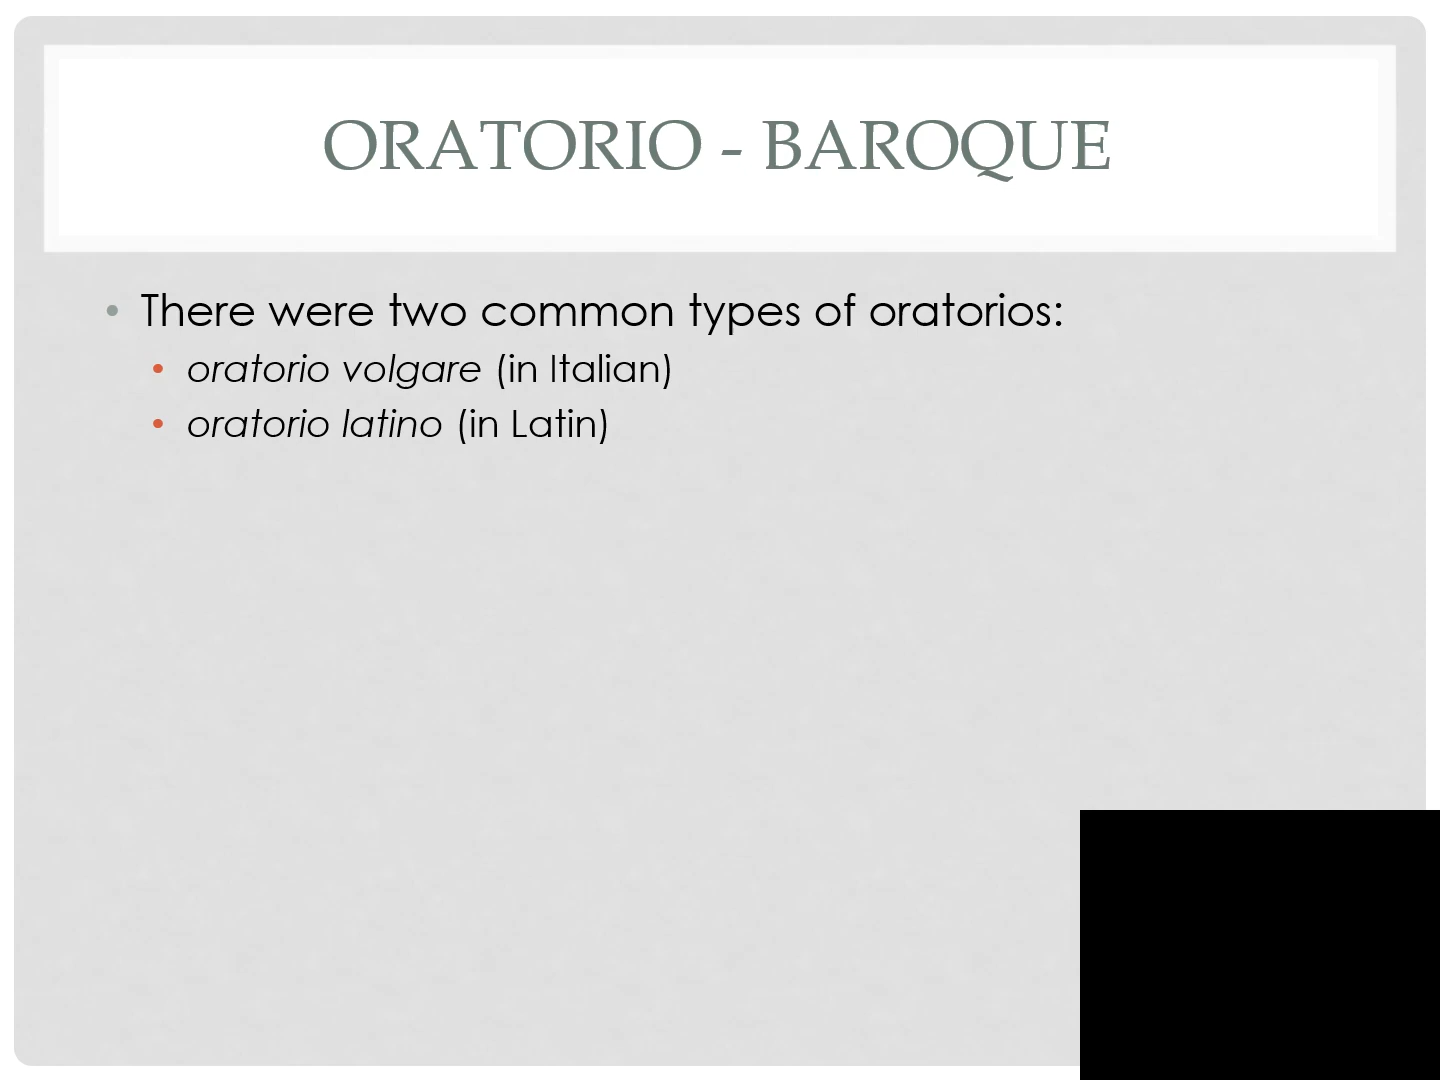 ORATORIO - BAROQUE
• There were two common types of oratorios:
• oratorio volgare (in Italian)
• oratorio latino (in Latin)